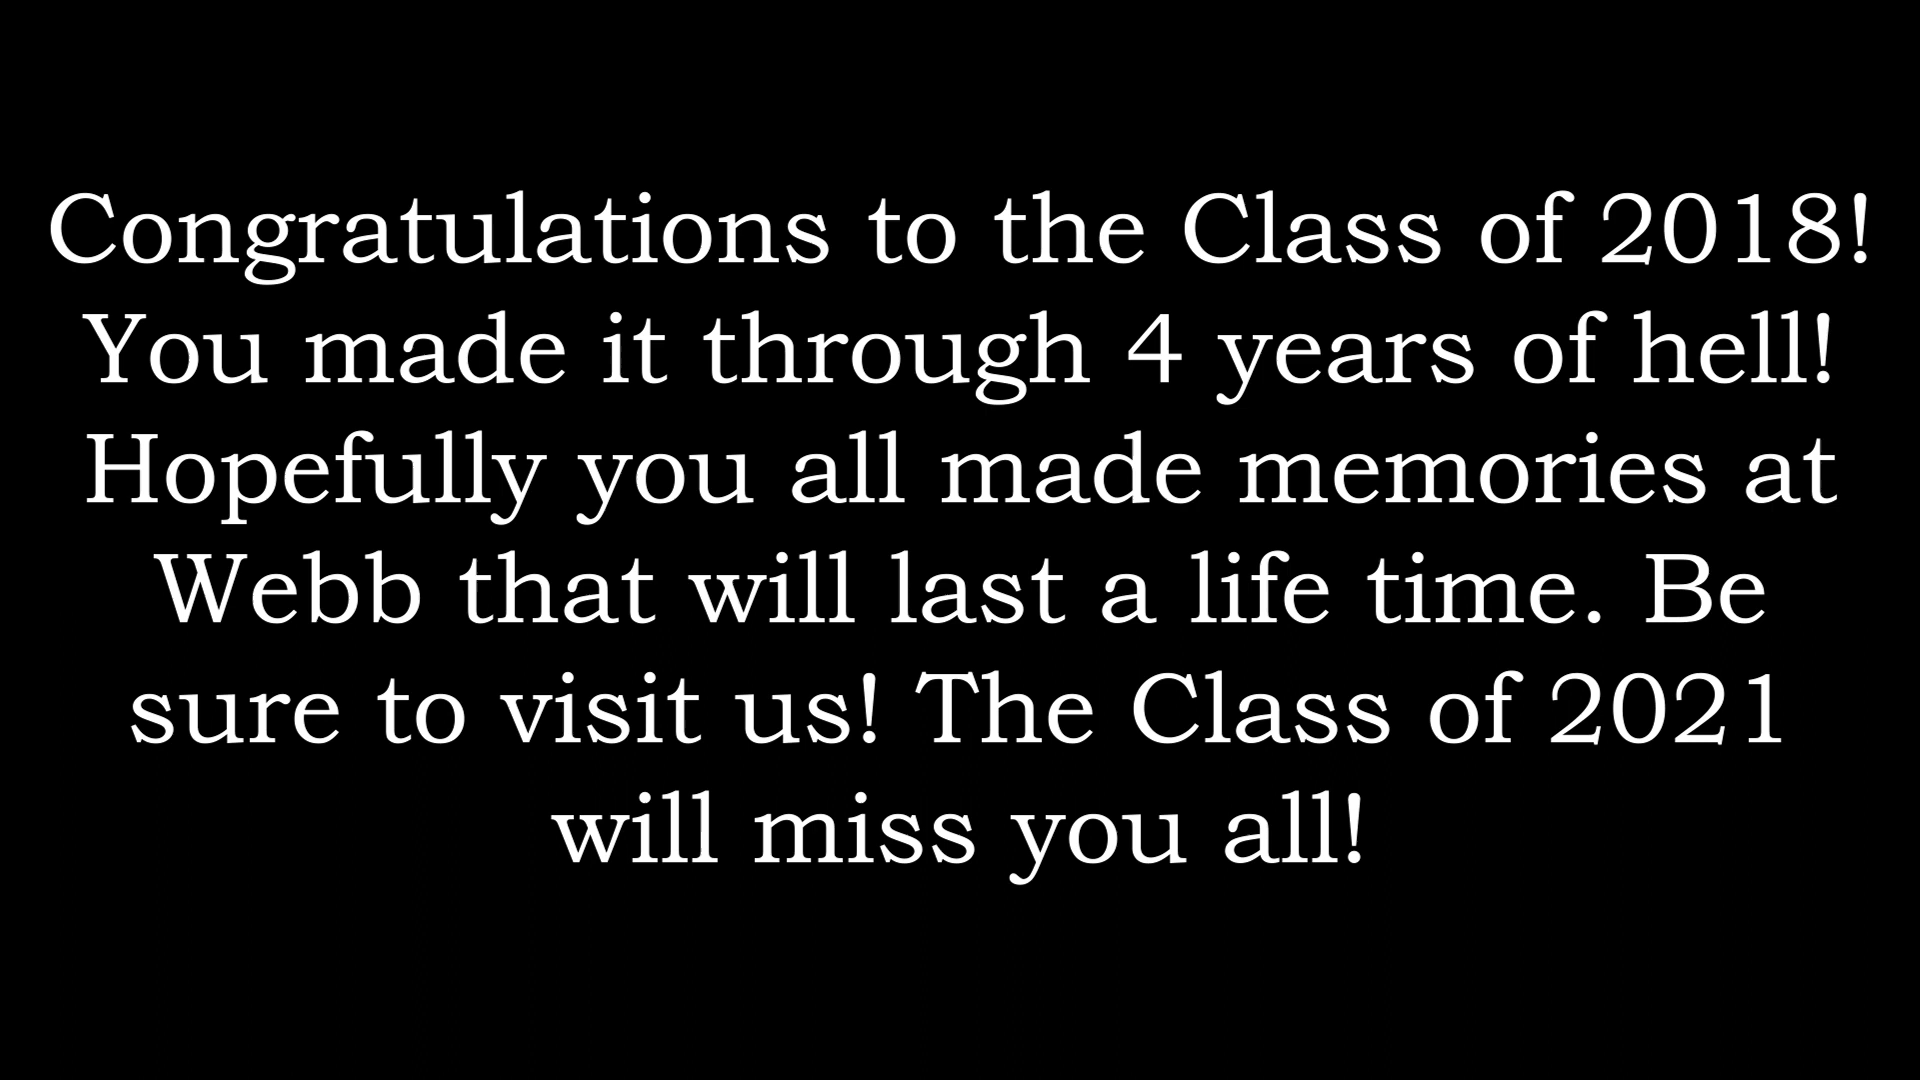 Congratulations to the Class of 2018!
You made it through 4 years of hell!
Hopefully you all made memories at
Webb that will last a life time. Be
sure to visit us! The Class of 2021
will miss you all!